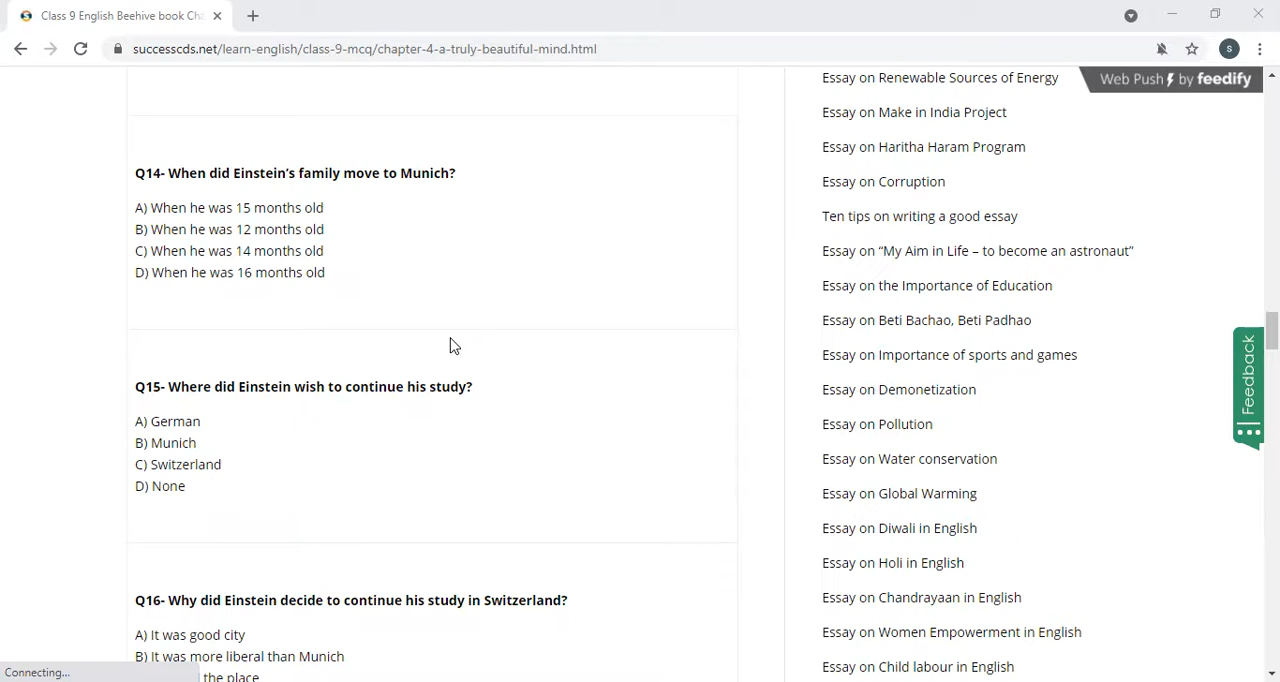 Class 9 English Beehive book Cha
successcds.net/learn-english/class-9-mcq/chapter-4-a-truly-beautiful-mind.html
S
Web Push by feedify
Q14- When did Einstein's family move to Munich?
A) When he was 15 months old
B) When he was 12 months old
C) When he was 14 months old
D) When he was 16 months old
Q15- Where did Einstein wish to continue his study?
A) German
B) Munich
C) Switzerland
D) None
Q16- Why did Einstein decide to continue his study in Switzerland?
A) It was good city
B) It was more liberal than Munich
the place
Connecting...
Essay on Renewable Sources of Energy
Essay on Make in India Project
Essay on Haritha Haram Program
Essay on Corruption
Ten tips on writing a good essay
Essay on “My Aim in Life – to become an astronaut”
Essay on the Importance of Education
Essay on Beti Bachao, Beti Padhao
Essay on Importance of sports and games
Essay on Demonetization
Essay on Pollution
Essay on Water conservation
Essay on Global Warming
Essay on Diwali in English
Essay on Holi in English
Essay on Chandrayaan in English
Essay on Women Empowerment in English
Essay on Child labour in English
Feedback